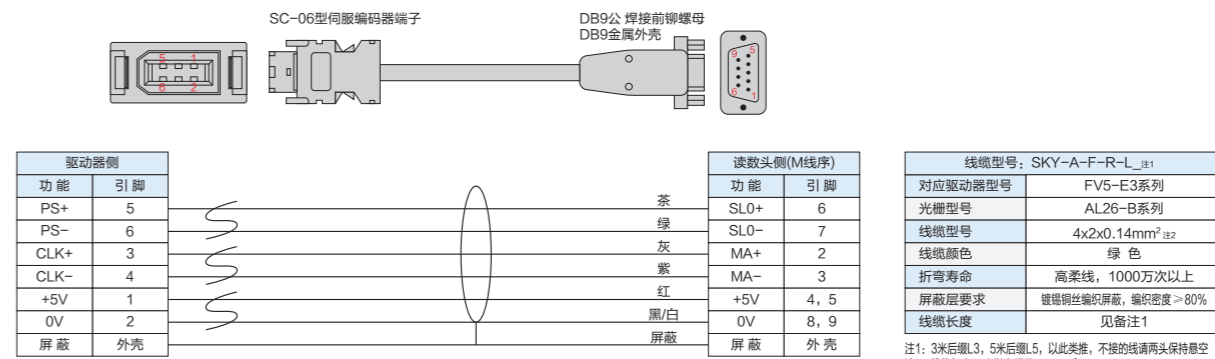 SC-06型伺服编码器端子
DB9公 焊接前铆螺母
DB9金属外壳
5 1
6 2
9 5
6 1
驱动器侧
功 能 引 脚
PS+ 5
PS- 6
CLK+ 3
CLK- 4
+5V 1
0V 2
屏 蔽 外壳
茶
绿
灰
紫
红
黑/白
屏蔽
读数头侧(M线序)
功 能 引 脚
SL0+ 6
SL0- 7
MA+ 2
MA- 3
+5V 4，5
0V 8，9
屏 蔽 外 壳
线缆型号：SKY-A-F-R-L_注1
对应驱动器型号 FV5-E3系列
光栅型号 AL26-B系列
线缆型号 4x2x0.14mm² 注2
线缆颜色 绿 色
折弯寿命 高柔线，1000万次以上
屏蔽层要求 镀锡铜丝编织屏蔽，编织密度≥80%
线缆长度 见备注1
注1：3米后缀L3，5米后缀L5，以此类推，不接的线请两头保持悬空